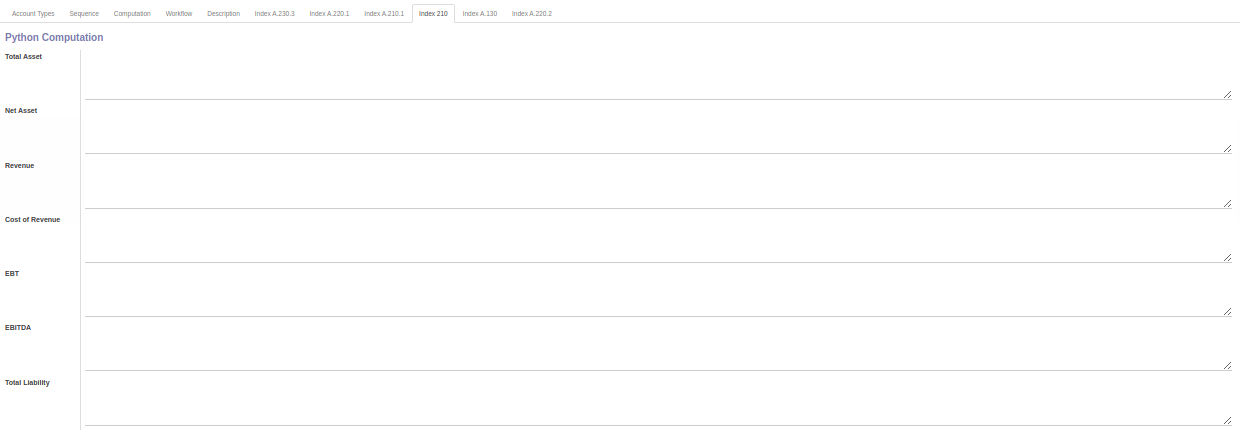 Account Types Sequence Computation Workflow Description Index A.230.3 Index A.220.1 Index A.210.1 Index 210 Index A.130 Index A.220.2
Python Computation
Total Asset
Net Asset
Revenue
Cost of Revenue
EBT
EBITDA
Total Liability